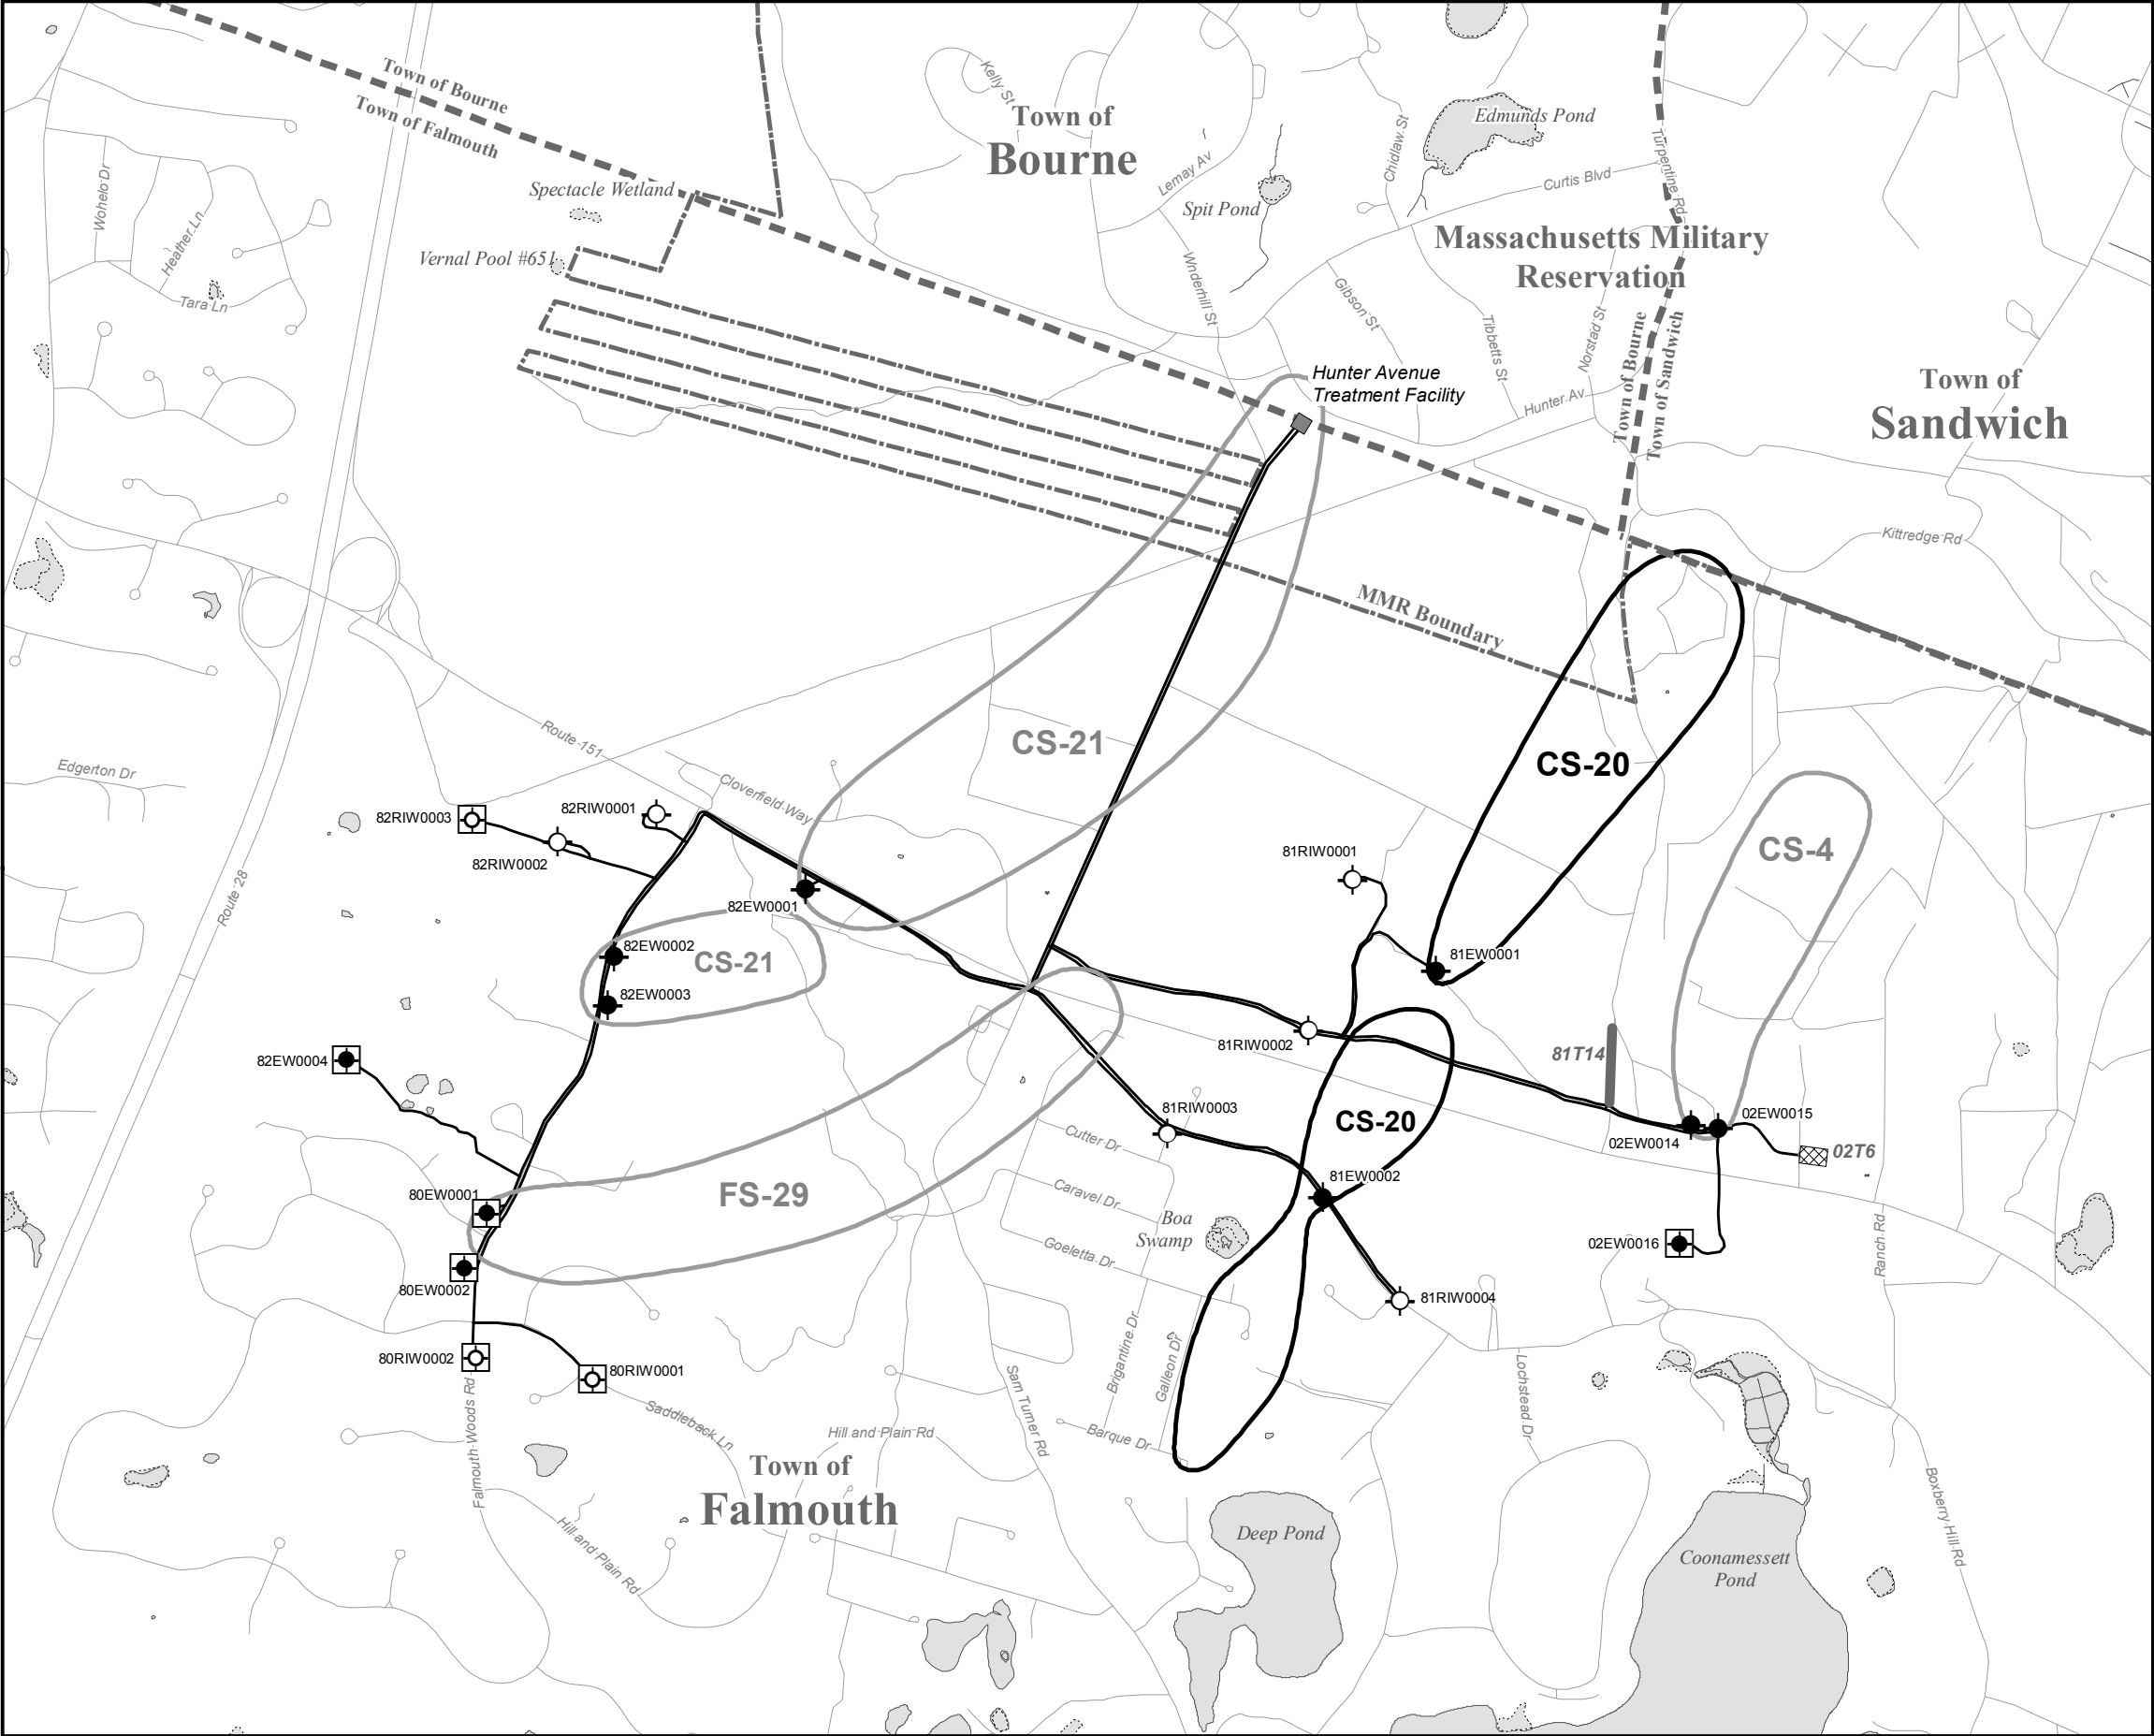 Town of Bourne
Town of Falmouth
Kelly St
Town of
Bourne
Edmunds Pond
Chidlaw St
Turpentine Rd
Wohelo Dr
Heather Ln
Tara Ln
Spectacle Wetland
Vernal Pool #651
Lemay Av
Spit Pond
Curtis Blvd
Massachusetts Military
Reservation
Wnderhill St
Gibson St
Tibbetts St
Norstad St
Town of Bourne
Town of Sandwich
Hunter Avenue
Treatment Facility
Hunter Av
Town of
Sandwich
Kittredge Rd
MMR Boundary
Route 151
CS-21
CS-20
Edgerton Dr
Cloverfield Way
82RIW0003
82RIW0001
82RIW0002
81RIW0001
CS-4
Route 28
82EW0001
82EW0002
CS-21
81EW0001
82EW0003
82EW0004
81RIW0002
81T14
81RIW0003
CS-20
02EW0015
02EW0014
02T6
Cutter Dr
80EW0001
FS-29
Caravel Dr
81EW0002
Boa
Swamp
Goeletta Dr
02EW0016
Ranch Rd
80EW0002
81RIW0004
80RIW0002
80RIW0001
Brigantine Dr
Galleon Dr
Sam Turner Rd
Lochstead Dr
Falmouth Woods Rd
Saddleback Ln
Hill and Plain Rd
Barque Dr
Town of
Falmouth
Hill and Plain Rd
Deep Pond
Coonamessett
Pond
Boxberry Hill Rd